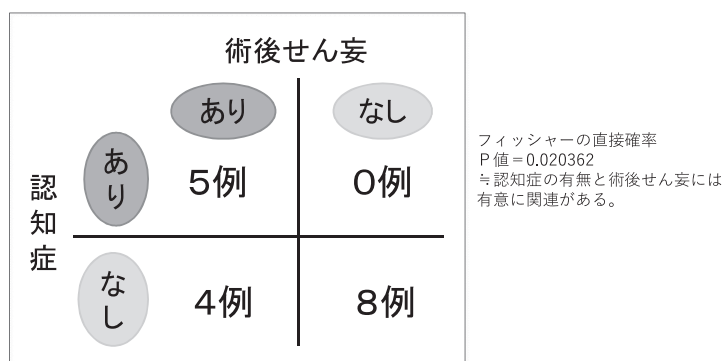 術後せん妄
あり
なし
認知症
あり
5例
0例
なし
4例
8例
フィッシャーの直接確率
P値=0.020362
≒認知症の有無と術後せん妄には
有意に関連がある。